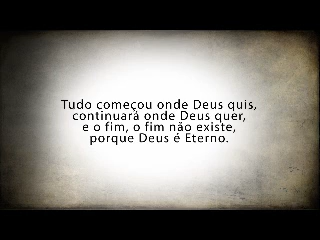 Tudo começou onde Deus quis,
continuará onde Deus quer,
e o fim, o fim não existe,
porque Deus é Eterno.